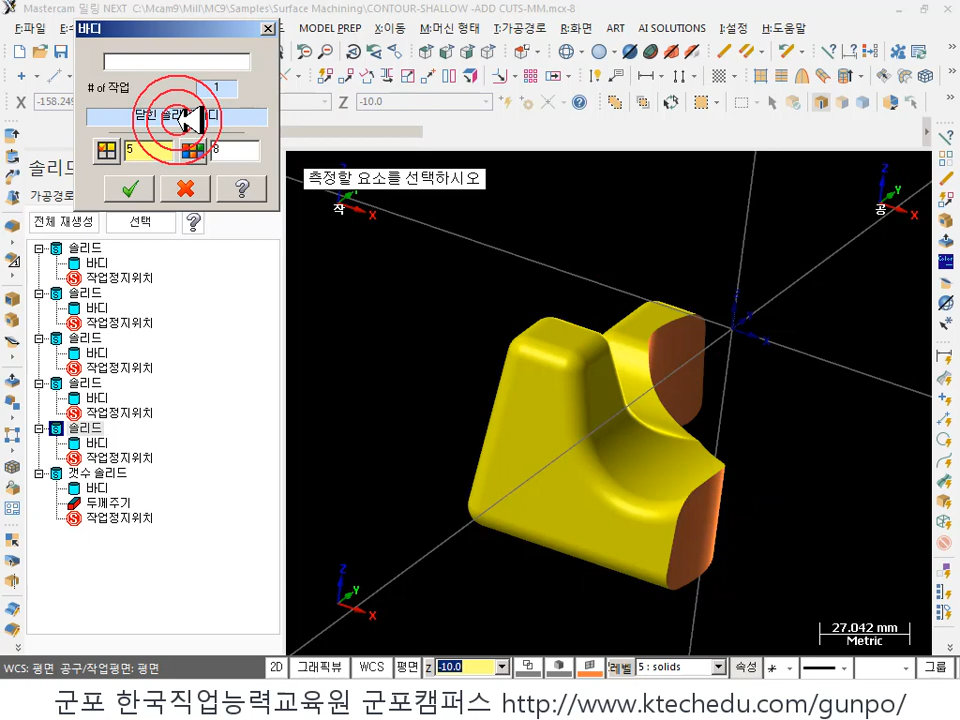 Mastercam 밀링 NEXT  C:\Mcam9\Mill\MC9\Samples\Surface Machining\CONTOUR-SHALLOW -ADD CUTS-MM.mcx-8
F:파일
MODEL PREP
X:이동
M:머신 형태
T:가공경로
R:화면
ART
AI SOLUTIONS
I:설정
H:도움말
바디
# of 작업
1
닫힌
5
8
X
-158.249
Z
-10.0
측정할 요소를 선택하시오
솔리드
가공경로
전체 재생성
선택
솔리드
바디
작업정지위치
솔리드
바디
작업정지위치
솔리드
바디
작업정지위치
솔리드
바디
작업정지위치
솔리드
바디
작업정지위치
갯수 솔리드
바디
두께주기
작업정지위치
Z
Y
X
작
Z
Y
X
공
Z
Y
X
27.042 mm
Metric
WCS: 평면 공구/작업평면: 평면
2D
그래픽뷰
WCS
평면
Z
-10.0
레벨
5 : solids
속성
그룹
군포 한국직업능력교육원 군포캠퍼스 http://www.ktechedu.com/gunpo/